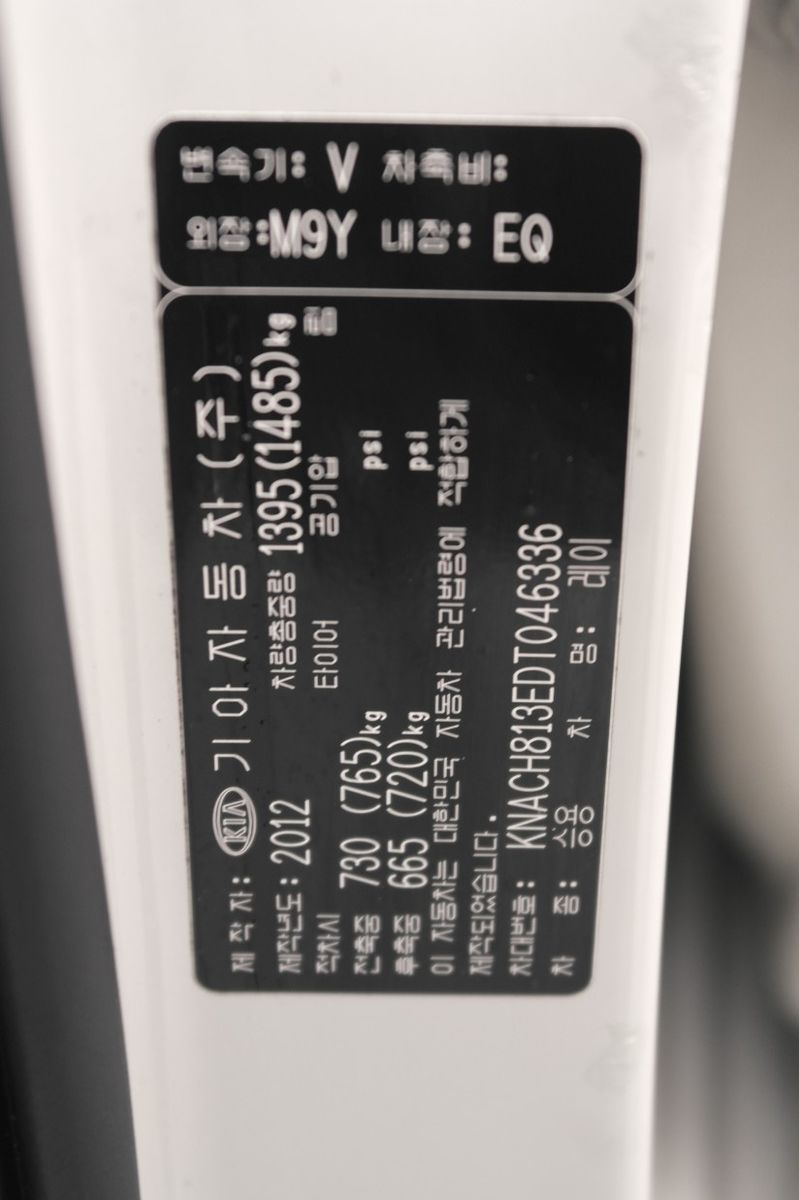 변속기: V 차축비:
외장:M9Y 내장: EQ
제 작 자: KIA 기아자동차(주)
제작년도: 2012 차량총중량 1395(1485)kg
적차시 타이어 공기압 림
전축중 730 (765)kg psi
후축중 665 (720)kg psi
이 자동차는 대한민국 자동차 관리법령에 적합하게
제작되었습니다.
차대번호: KNACH813EDT046336
차 종: 승용 차 명: 레이